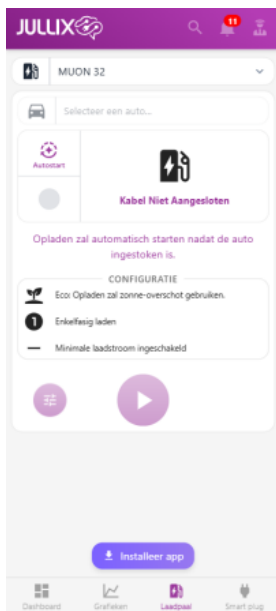 JULLIX
11
MUON 32
Selecteer een auto...
Autostart
Kabel Niet Aangesloten
Opladen zal automatisch starten nadat de auto
ingestoken is.
CONFIGURATIE
Eco: Opladen zal zonne-overschot gebruiken.
1 Enkelfasig laden
Minimale laadstroom ingeschakeld
Installeer app
Dashboard Grafieken Laadpaal Smart plug